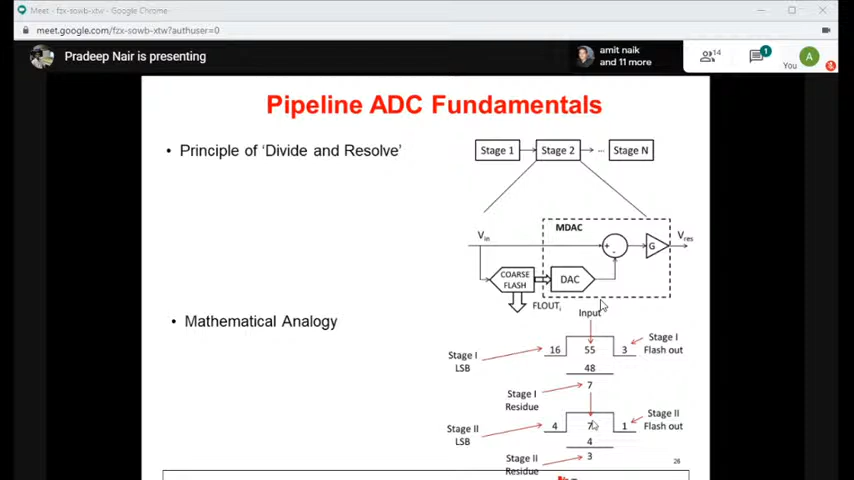 Meet - fzx-sowb-xtw - Google Chrome
meet.google.com/fzx-sowb-xtw?authuser=0
Pradeep Nair is presenting
amit naik
and 11 more
14
1
You
A
Pipeline ADC Fundamentals
• Principle of ‘Divide and Resolve’
Stage 1
Stage 2
...
Stage N
MDAC
Vin
+
-
G
Vres
COARSE
FLASH
DAC
FLOUTi
• Mathematical Analogy
Input
Stage I
LSB
16
55
3
Stage I
Flash out
48
7
Stage I
Residue
Stage II
LSB
4
7
1
Stage II
Flash out
4
3
Stage II
Residue
26